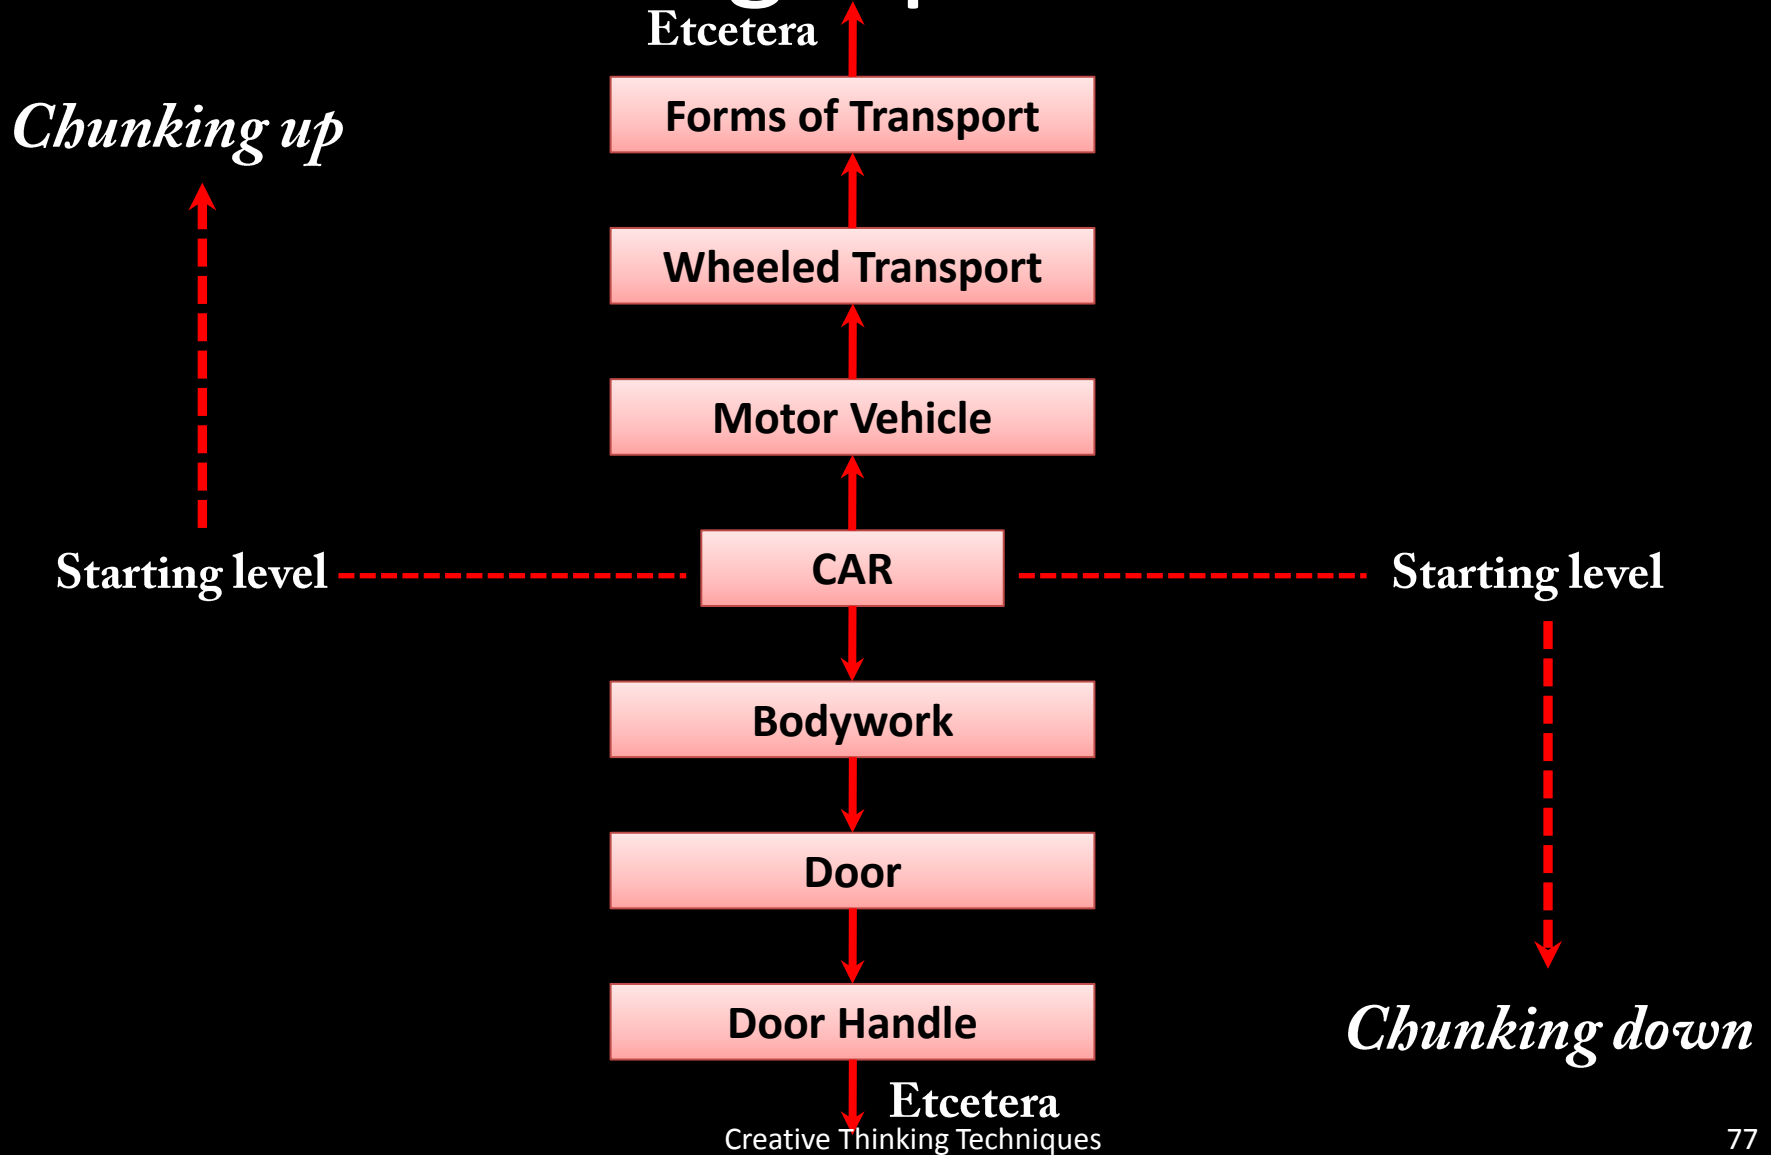 Etcetera
Forms of Transport
Chunking up
Wheeled Transport
Motor Vehicle
Starting level
CAR
Starting level
Bodywork
Door
Door Handle
Chunking down
Etcetera
Creative Thinking Techniques
77